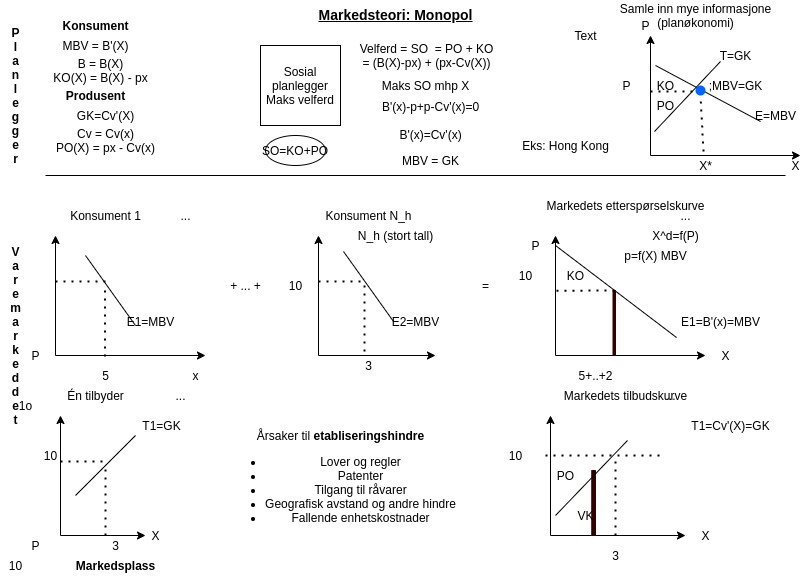 Markedsteori: Monopol
Samle inn mye informasjone
(planøkonomi)
Planlegger
Konsument
MBV = B'(X)
B = B(X)
KO(X) = B(X) - px
Produsent
GK=Cv'(X)
Cv = Cv(x)
PO(X) = px - Cv(x)
Sosial
planlegger
Maks velferd
SO=KO+PO
Velferd = SO = PO + KO
= (B(X)-px) + (px-Cv(X))
Maks SO mhp X
B'(x)-p+p-Cv'(x)=0
B'(x)=Cv'(x)
MBV = GK
Text
Eks: Hong Kong
P
T=GK
P
KO
:MBV=GK
PO
E=MBV
X*
X
Varemarkeddet
Konsument 1
...
E1=MBV
P
5
x
+ ... +
Konsument N_h
N_h (stort tall)
10
E2=MBV
3
=
Markedets etterspørselskurve
...
X^d=f(P)
P
p=f(X) MBV
10
KO
E1=B'(x)=MBV
X
5+..+2
Én tilbyder
...
1o
T1=GK
10
P
3
X
10
Markedsplass
Årsaker til etableringshindre
Lover og regler
Patenter
Tilgang til råvarer
Geografisk avstand og andre hindre
Fallende enhetskostnader
Markedets tilbudskurve
...
T1=Cv'(X)=GK
10
PO
VK
X
3